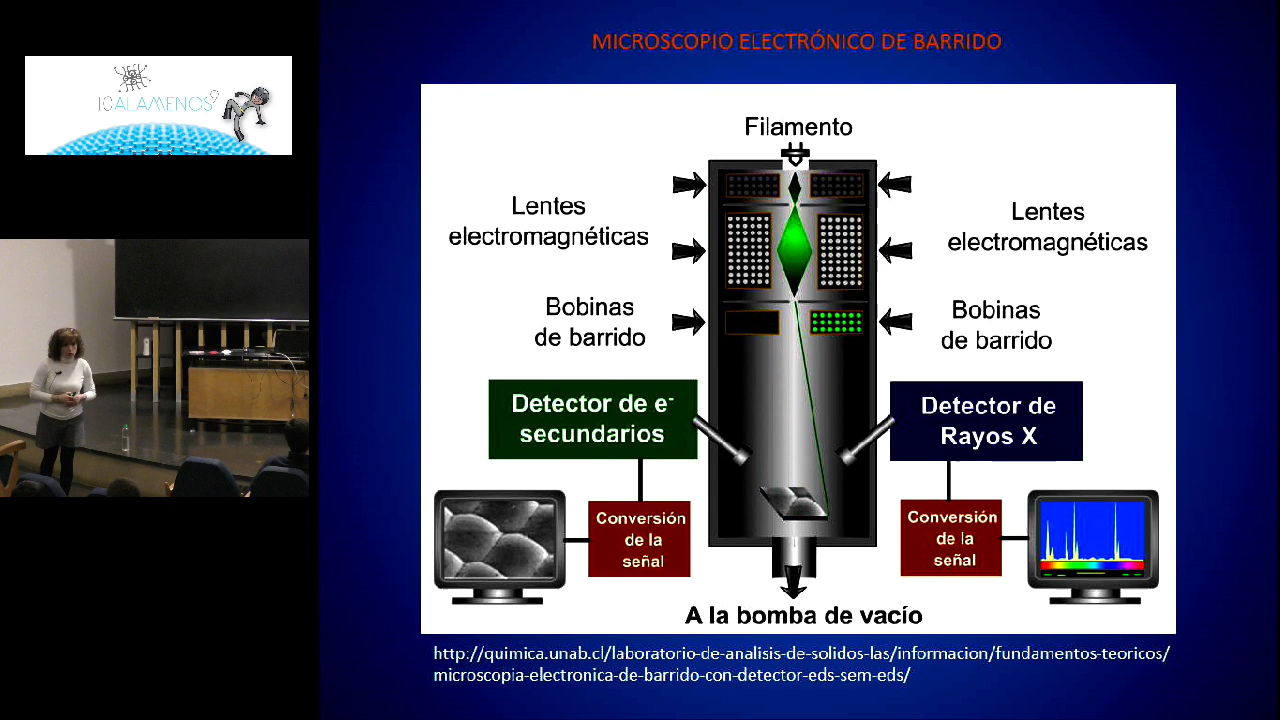 MICROSCOPIO ELECTRÓNICO DE BARRIDO
10ALAMENOS9
Filamento
Lentes
electromagnéticas
Lentes
electromagnéticas
Bobinas
de barrido
Bobinas
de barrido
Detector de e-
secundarios
Detector de
Rayos X
Conversión
de la
señal
Conversión
de la
señal
A la bomba de vacío
http://quimica.unab.cl/laboratorio-de-analisis-de-solidos-las/informacion/fundamentos-teoricos/
microscopia-electronica-de-barrido-con-detector-eds-sem-eds/